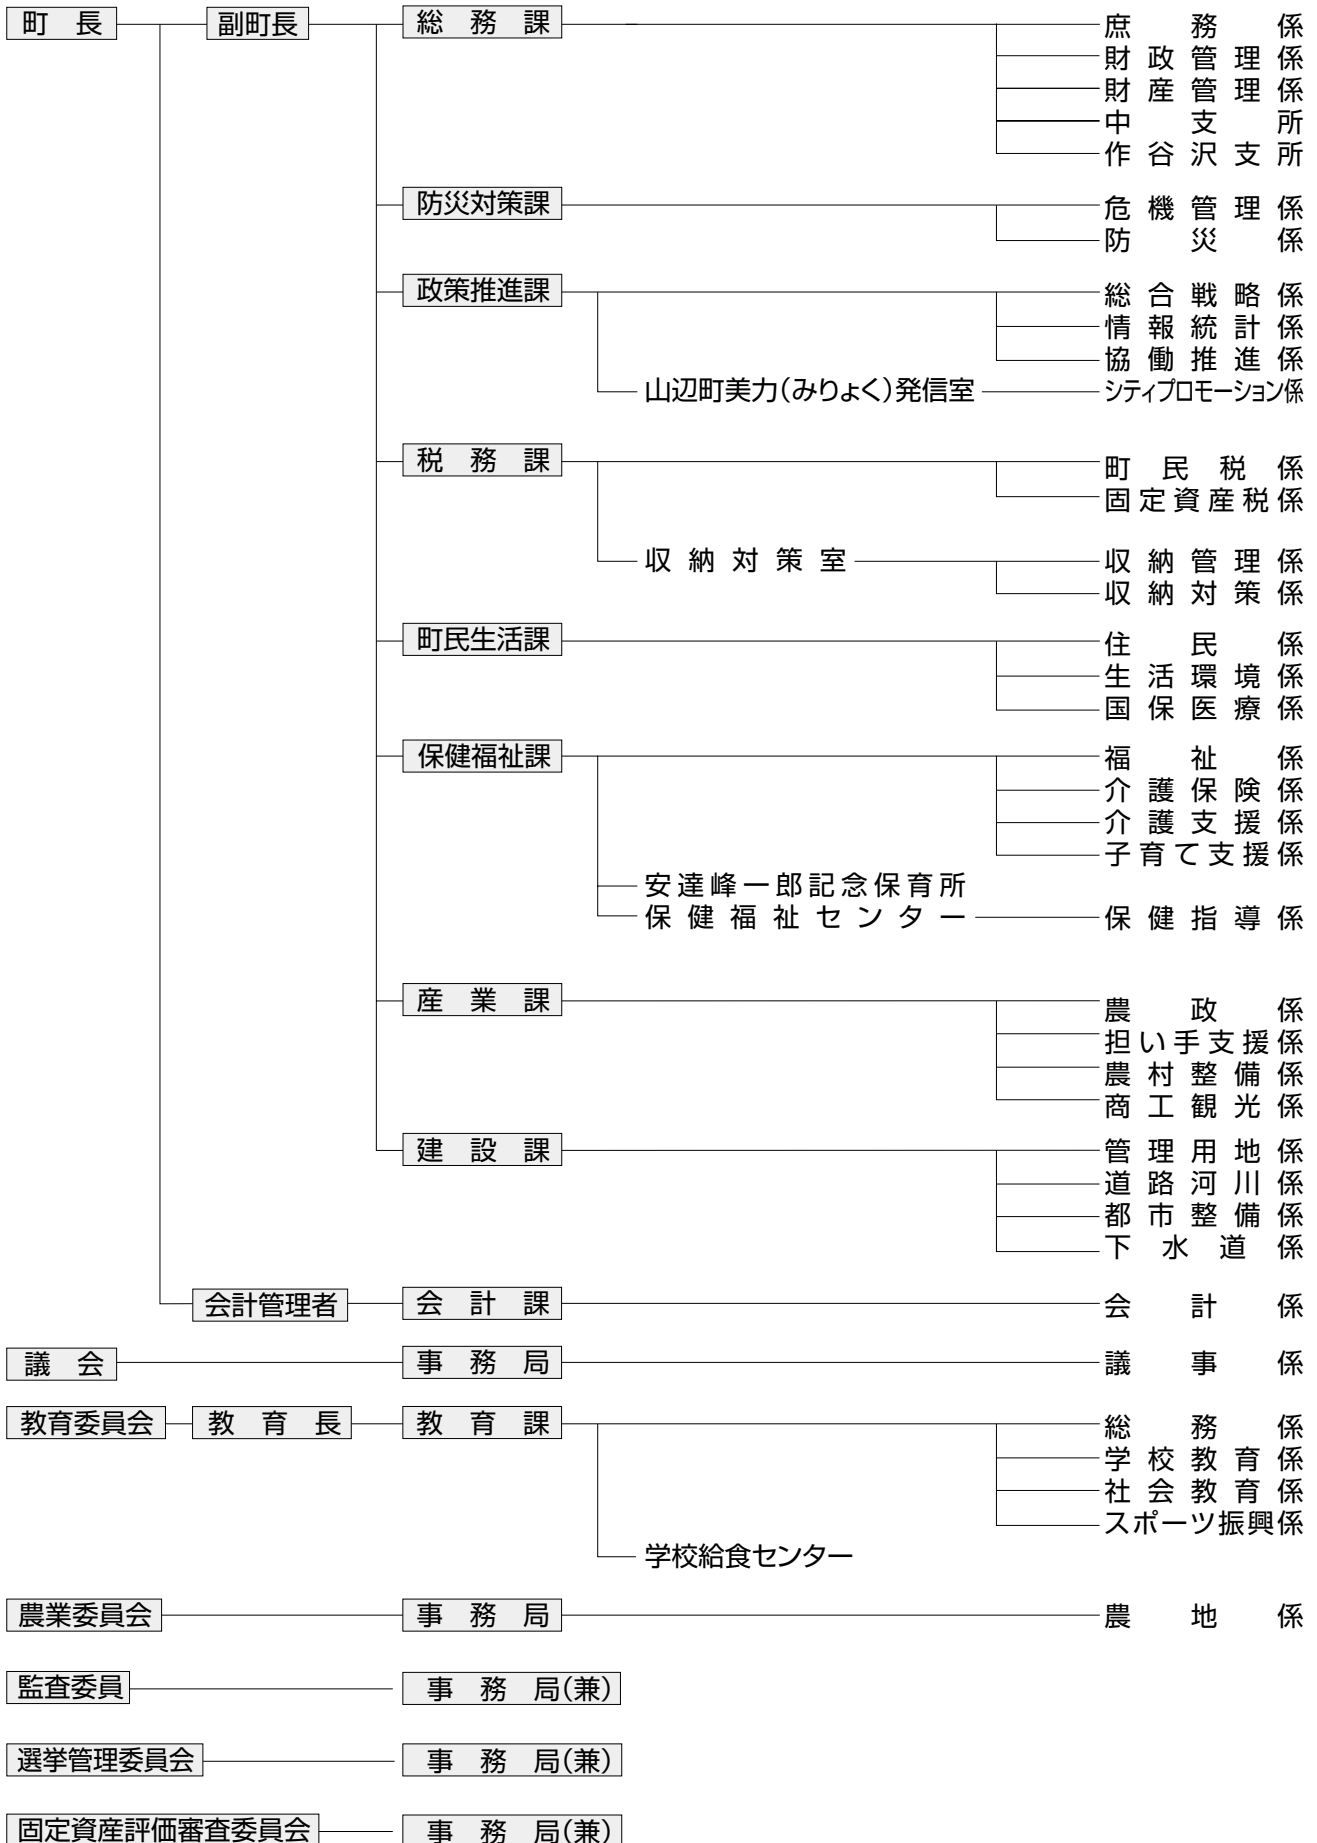 町長 副町長 総務課 庶務係
財政管理係
財産管理係
中支所
作谷沢支所
防災対策課 危機管理係
防災係
政策推進課 総合戦略係
情報統計係
協働推進係
山辺町美力(みりょく)発信室 シティプロモーション係
税務課 町民税係
固定資産税係
収納対策室 収納管理係
収納対策係
町民生活課 住民係
生活環境係
国保医療係
保健福祉課 福祉係
介護保険係
介護支援係
子育て支援係
安達峰一郎記念保育所
保健福祉センター 保健指導係
産業課 農政係
担い手支援係
農村整備係
商工観光係
建設課 管理用地係
道路河川係
都市整備係
下水道係
会計管理者 会計課 会計係
議会 事務局 議事係
教育委員会 教育長 教育課 総務係
学校教育係
社会教育係
スポーツ振興係
学校給食センター
農業委員会 事務局 農地係
監査委員 事務局(兼)
選挙管理委員会 事務局(兼)
固定資産評価審査委員会 事務局(兼)